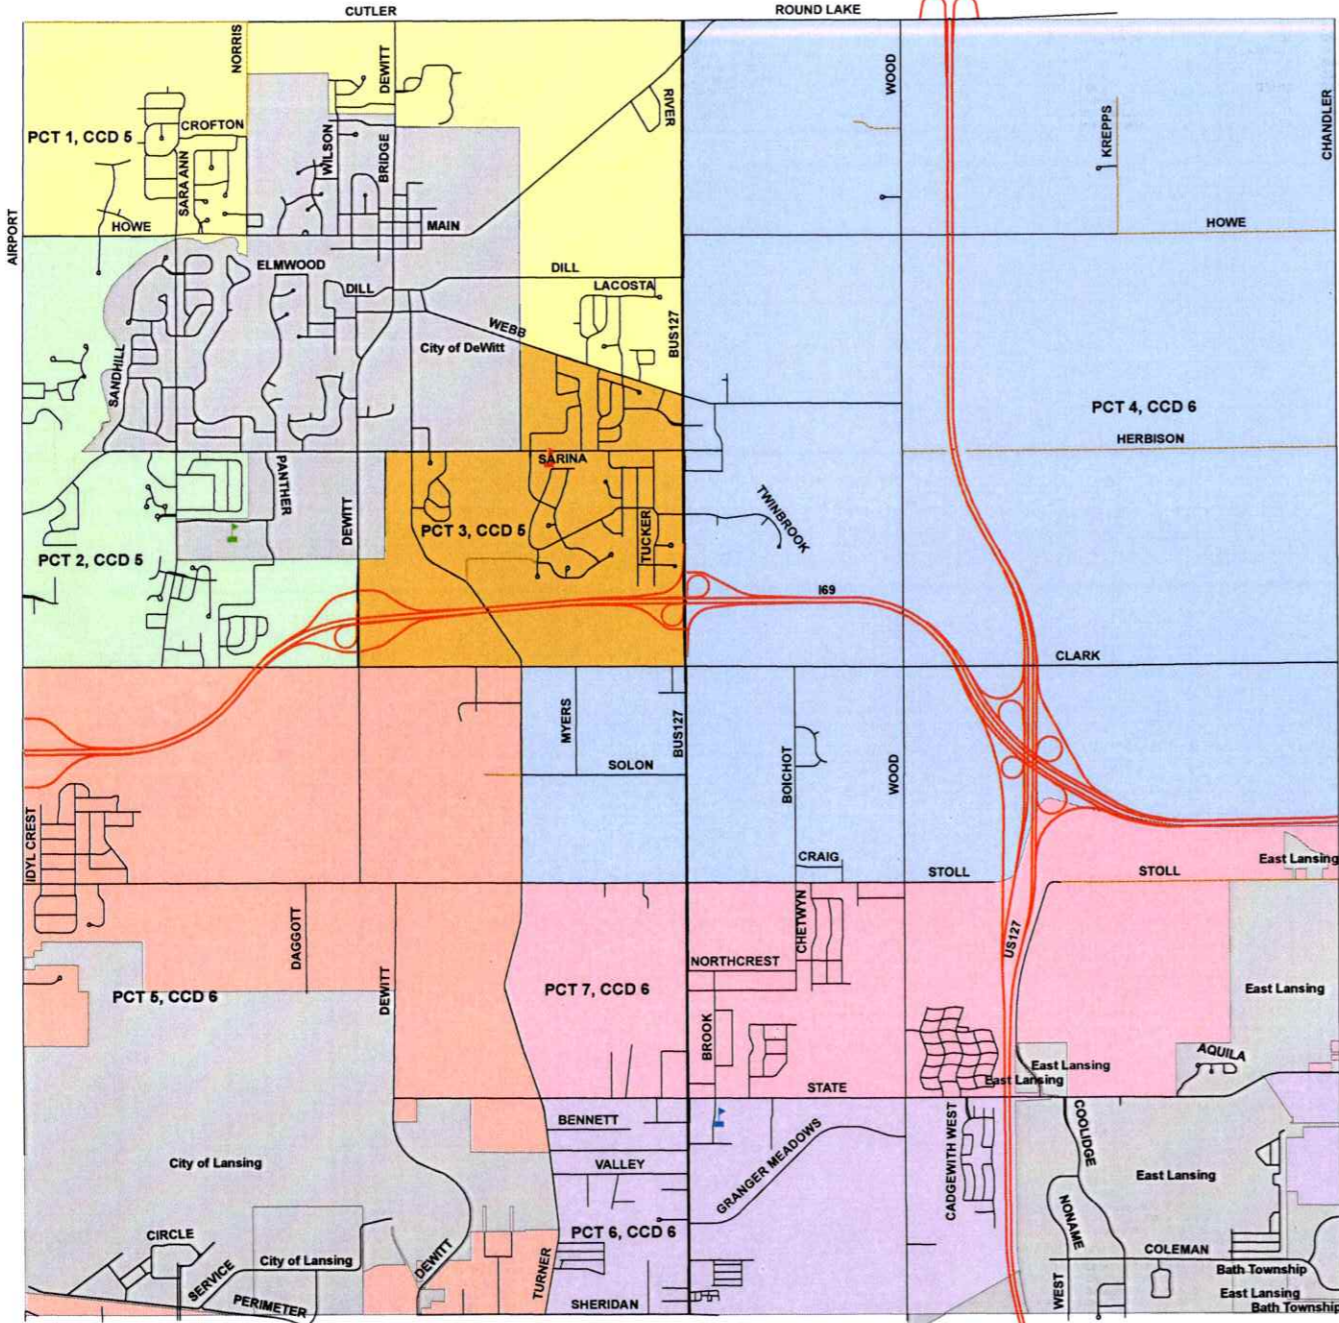 CUTLER
ROUND LAKE
NORRIS
DEWITT
WOOD
RIVER
KREPPS
CHANDLER
PCT 1, CCD 5
CROFTON
WILSON
BRIDGE
SARA ANN
AIRPORT
HOWE
MAIN
HOWE
ELMWOOD
DILL
DILL
LACOSTA
WEBB
BUS127
City of DeWitt
SANDHILL
PCT 4, CCD 6
HERBISON
SARINA
PANTHER
DEWITT
TWINBROOK
PCT 3, CCD 5
TUCKER
PCT 2, CCD 5
I69
CLARK
MYERS
BUS127
SOLON
BOICHOT
WOOD
IDYL CREST
CRAIG
STOLL
STOLL
East Lansing
DAGGOTT
CHETWYN
US127
NORTHCREST
PCT 5, CCD 6
DEWITT
PCT 7, CCD 6
East Lansing
BROOK
AQUILA
East Lansing
East Lansing
STATE
BENNETT
CADGEWITH WEST
COOLIDGE
GRANGER MEADOWS
City of Lansing
VALLEY
East Lansing
NONAME
CIRCLE
PCT 6, CCD 6
SERVICE
City of Lansing
DEWITT
TURNER
COLEMAN
Bath Township
WEST
East Lansing
PERIMETER
SHERIDAN
Bath Township